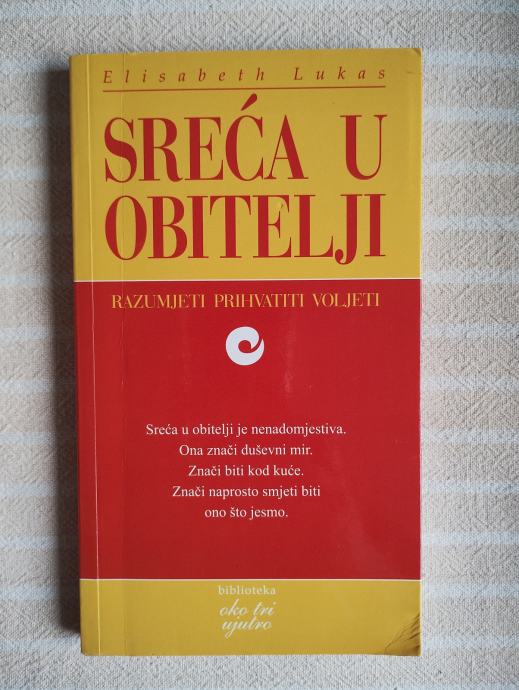 Elisabeth Lukas
SREĆA U
OBITELJI
RAZUMJETI PRIHVATITI VOLJETI
Sreća u obitelji je nenadomjestiva.
Ona znači duševni mir.
Znači biti kod kuće.
Znači naprosto smjeti biti
ono što jesmo.
biblioteka
oko tri
ujutro